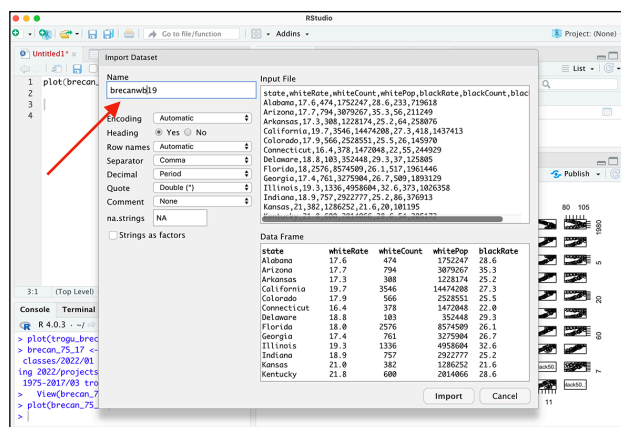 RStudio
Go to file/function
Addins
Project: (None)
Untitled1*
Import Dataset
Name
Input File
List
1 plot(brecan_
2
3
4
brecanwb19
state,whiteRate,whiteCount,whitePop,blackRate,blackCount,blac
Alabama,17.6,474,1752247,28.6,233,719618
Arizona,17.7,794,3079267,35.3,56,211249
Arkansas,17.3,308,1228174,25.2,64,258076
California,19.7,3546,14474208,27.3,418,1437413
Colorado,17.9,566,2528551,25.5,26,145970
Connecticut,16.4,378,1472048,22,55,244929
Delaware,18.8,103,352448,29.3,37,125805
Florida,18,2576,8574509,26.1,517,1961446
Georgia,17.4,761,3275904,26.7,509,1893129
Illinois,19.3,1336,4958604,32.6,373,1026358
Indiana,18.9,757,2922777,25.2,86,376913
Kansas,21,382,1286252,21.6,20,101195
Encoding Automatic
Heading Yes No
Row names Automatic
Separator Comma
Decimal Period
Quote Double (")
Comment None
na.strings NA
Strings as factors
Publish
80 105
1980
Data Frame
state whiteRate whiteCount whitePop blackRate
Alabama 17.6 474 1752247 28.6
Arizona 17.7 794 3079267 35.3
Arkansas 17.3 308 1228174 25.2
California 19.7 3546 14474208 27.3
Colorado 17.9 566 2528551 25.5
Connecticut 16.4 378 1472048 22.0
Delaware 18.8 103 352448 29.3
Florida 18.0 2576 8574509 26.1
Georgia 17.4 761 3275904 26.7
Illinois 19.3 1336 4958604 32.6
Indiana 18.9 757 2922777 25.2
Kansas 21.0 382 1286252 21.6
Kentucky 21.8 600 2014066 28.6
3:1 (Top Level)
Console Terminal
R 4.0.3 · ~/
> plot(trogu_brec
> brecan_75_17 <-
classes/2022/01
ing 2022/projects
1975-2017/03 tro
> View(brecan_7
> plot(brecan_75_
>
5
20
60
7
11
lack50.
Import Cancel